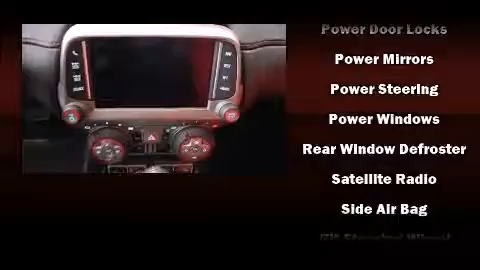 Power Door Locks
Power Mirrors
Power Steering
Power Windows
Rear Window Defroster
Satellite Radio
Side Air Bag